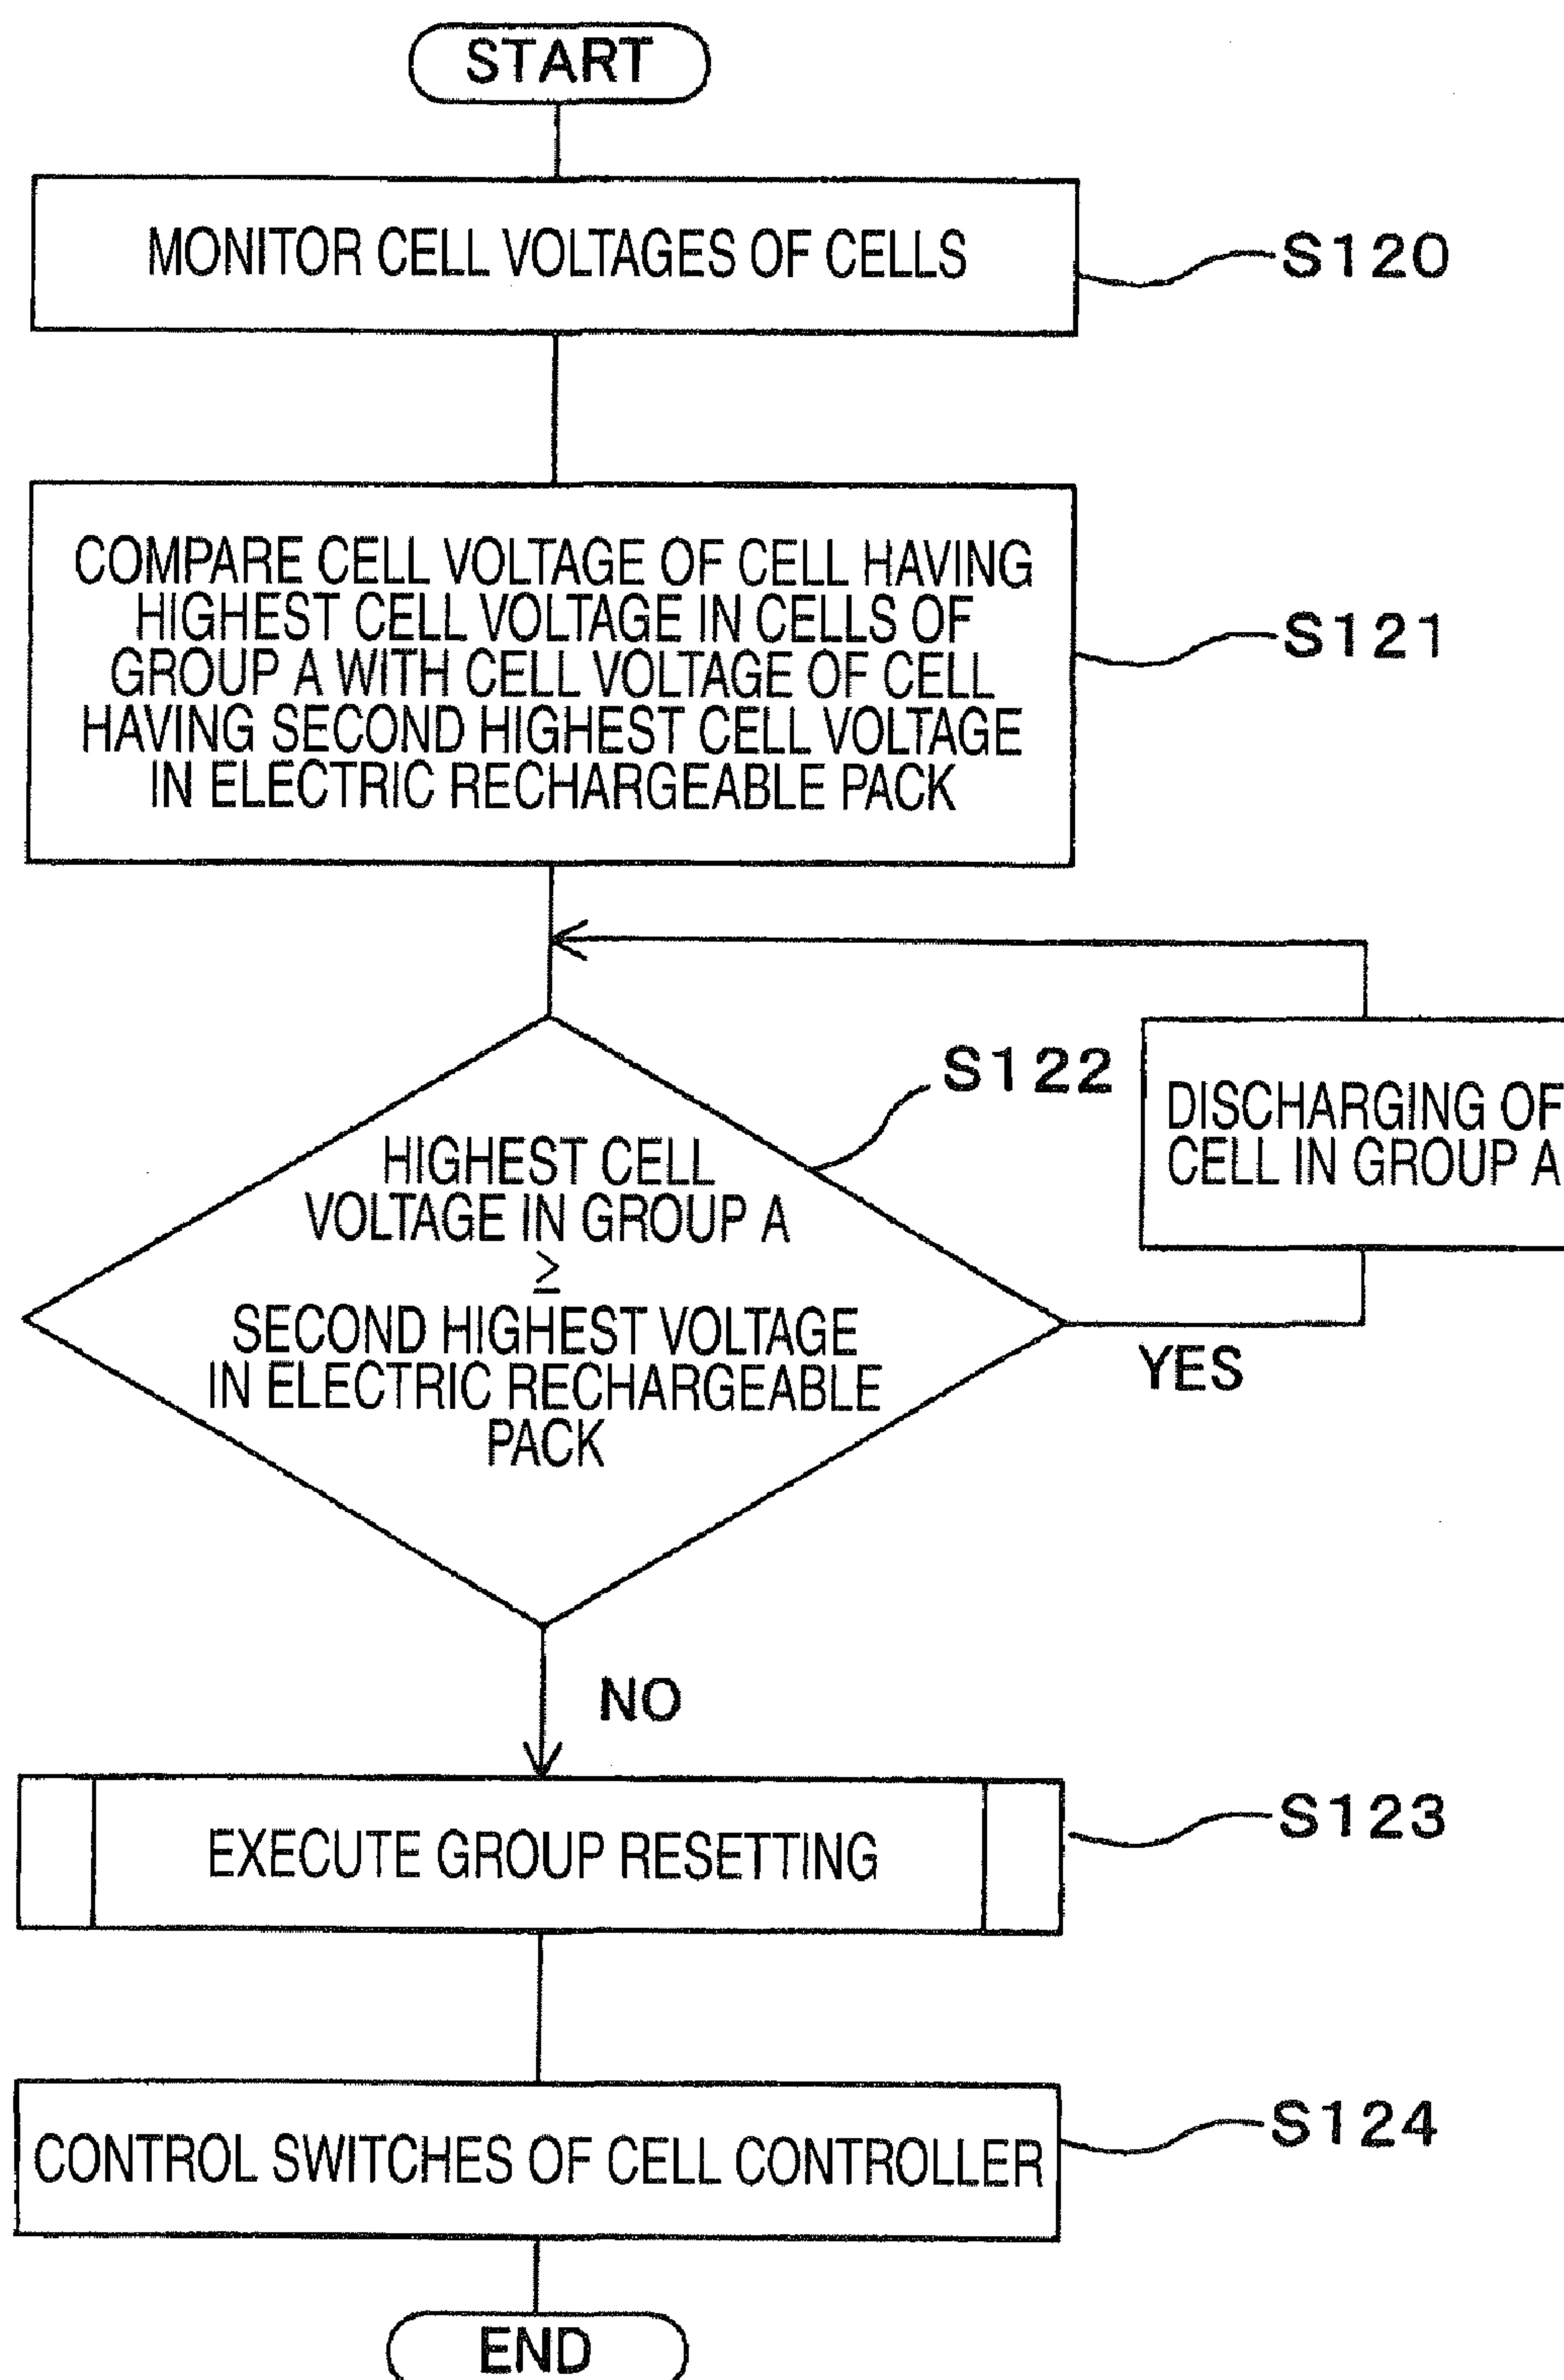 START
MONITOR CELL VOLTAGES OF CELLS
S120
COMPARE CELL VOLTAGE OF CELL HAVING
HIGHEST CELL VOLTAGE IN CELLS OF
GROUP A WITH CELL VOLTAGE OF CELL
HAVING SECOND HIGHEST CELL VOLTAGE
IN ELECTRIC RECHARGEABLE PACK
S121
S122
HIGHEST CELL
VOLTAGE IN GROUP A
≥
SECOND HIGHEST VOLTAGE
IN ELECTRIC RECHARGEABLE
PACK
DISCHARGING OF
CELL IN GROUP A
YES
NO
EXECUTE GROUP RESETTING
S123
CONTROL SWITCHES OF CELL CONTROLLER
S124
END